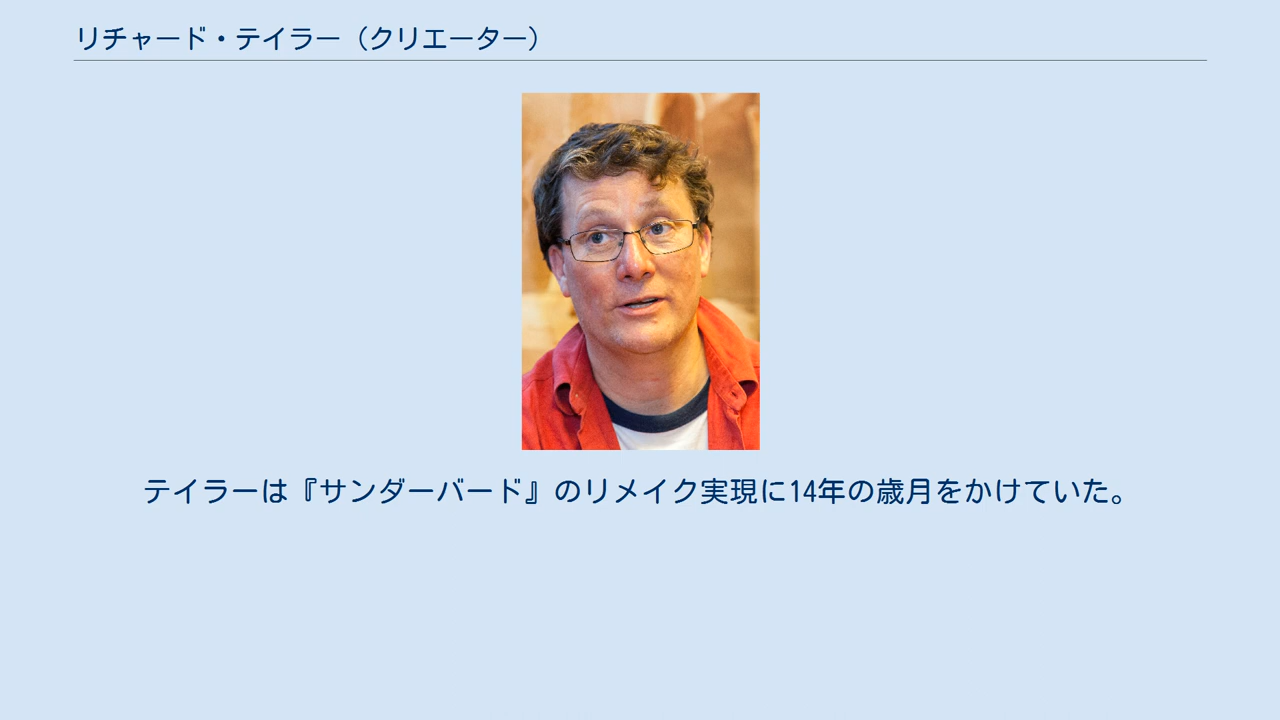 リチャード・テイラー（クリエーター）
テイラーは『サンダーバード』のリメイク実現に14年の歳月をかけていた。